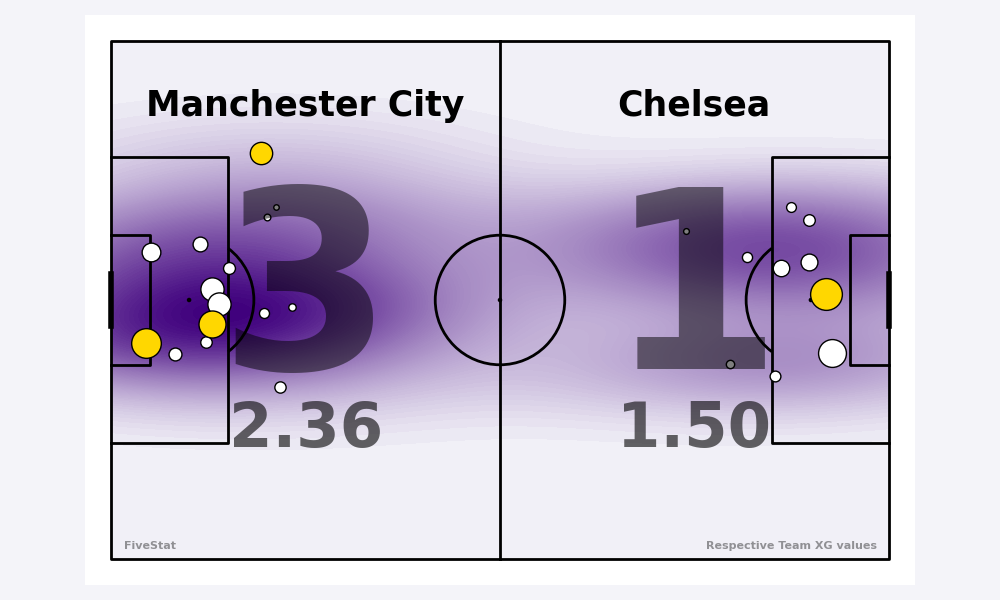 Manchester City
Chelsea
3
1
2.36
1.50
FiveStat
Respective Team XG values